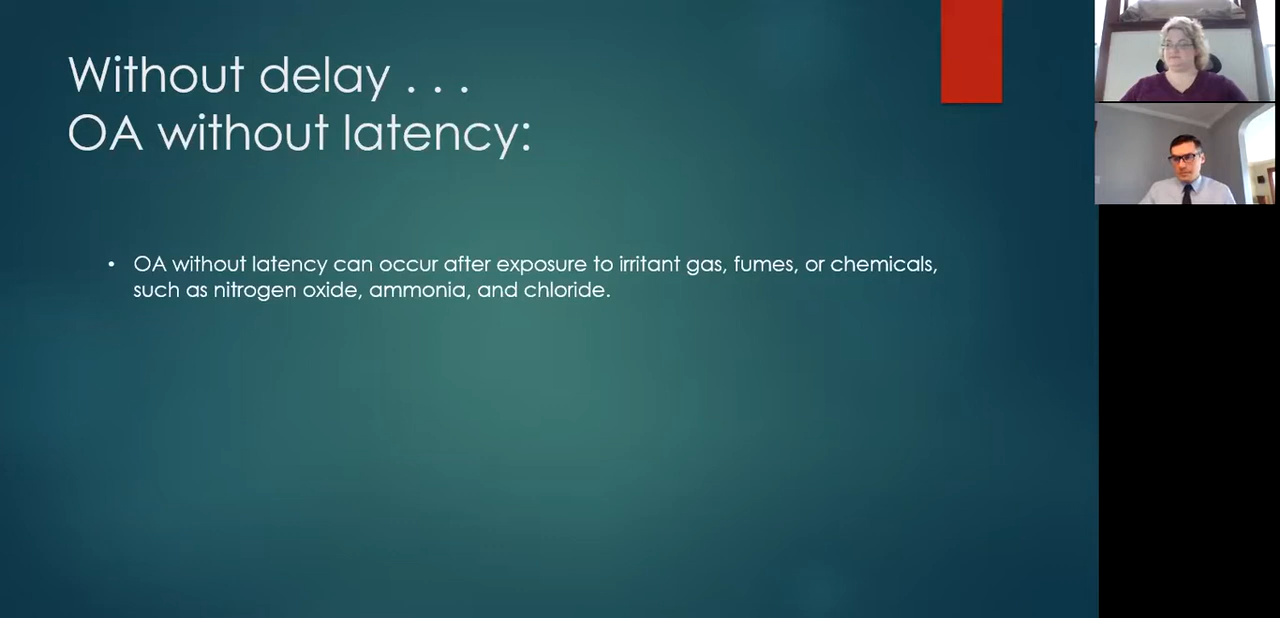 Without delay . . .
OA without latency:
• OA without latency can occur after exposure to irritant gas, fumes, or chemicals,
such as nitrogen oxide, ammonia, and chloride.